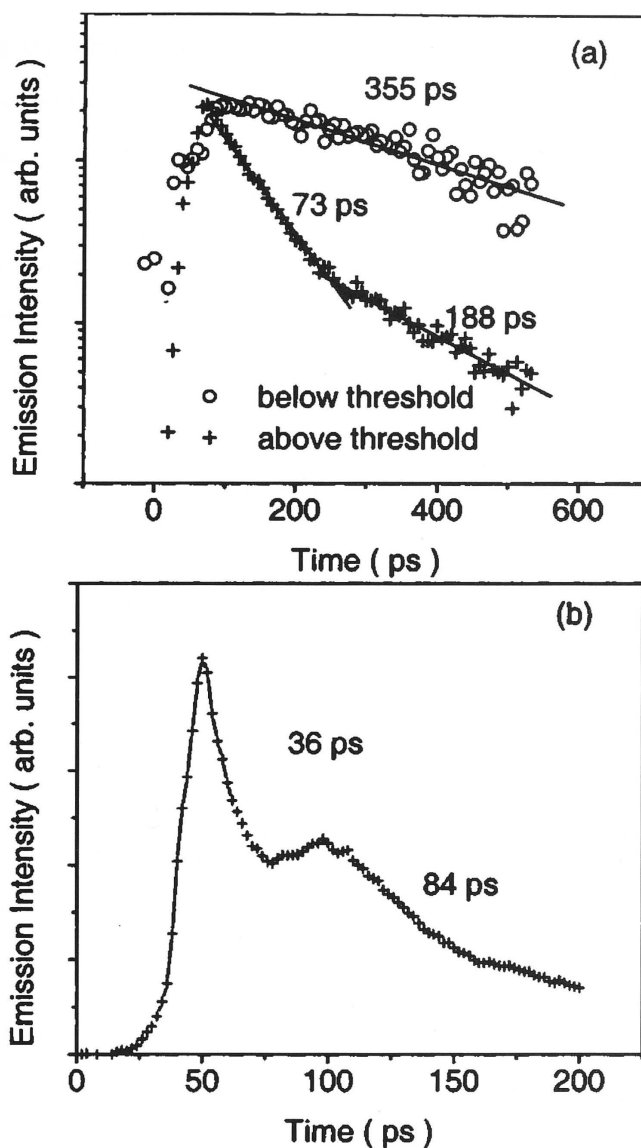 (a)
355 ps
73 ps
188 ps
below threshold
above threshold
Emission Intensity ( arb. units)
0 200 400 600
Time ( ps )
(b)
36 ps
84 ps
Emission Intensity ( arb. units)
0 50 100 150 200
Time ( ps )